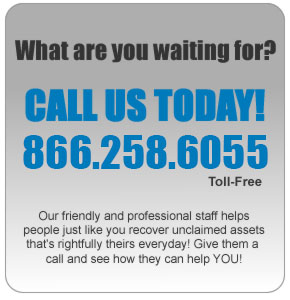 What are you waiting for?
CALL US TODAY!
866.258.6055
Toll-Free
Our friendly and professional staff helps
people just like you recover unclaimed assets
that's rightfully theirs everyday! Give them a
call and see how they can help YOU!